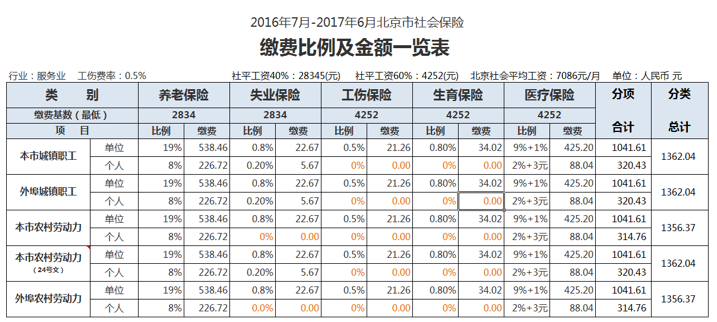 2016年7月-2017年6月北京市社会保险
缴费比例及金额一览表
行业：服务业 工伤费率：0.5% 社平工资40%：28345(元) 社平工资60%：4252(元) 北京社会平均工资：7086元/月 单位：人民币 元
类 别 养老保险 失业保险 工伤保险 生育保险 医疗保险 分项 分类
缴费基数（最低） 2834 2834 4252 4252 4252
项 目 比例 缴费 比例 缴费 比例 缴费 比例 缴费 比例 缴费 合计 总计
本市城镇职工 单位 19% 538.46 0.8% 22.67 0.5% 21.26 0.80% 34.02 9%+1% 425.20 1041.61 1362.04
个人 8% 226.72 0.20% 5.67 0% 0.00 0% 0.00 2%+3元 88.04 320.43
外埠城镇职工 单位 19% 538.46 0.8% 22.67 0.5% 21.26 0.80% 34.02 9%+1% 425.20 1041.61 1362.04
个人 8% 226.72 0.20% 5.67 0% 0.00 0% 0.00 2%+3元 88.04 320.43
本市农村劳动力 单位 19% 538.46 0.8% 22.67 0.5% 21.26 0.80% 34.02 9%+1% 425.20 1041.61 1356.37
个人 8% 226.72 0% 0.00 0% 0.00 0% 0.00 2%+3元 88.04 314.76
本市农村劳动力 （24号文） 单位 19% 538.46 0.8% 22.67 0.5% 21.26 0.80% 34.02 9%+1% 425.20 1041.61 1362.04
个人 8% 226.72 0.20% 5.67 0% 0.00 0% 0.00 2%+3元 88.04 320.43
外埠农村劳动力 单位 19% 538.46 0.8% 22.67 0.5% 21.26 0.80% 34.02 9%+1% 425.20 1041.61 1356.37
个人 8% 226.72 0.0% 0.00 0% 0.00 0% 0.00 2%+3元 88.04 314.76